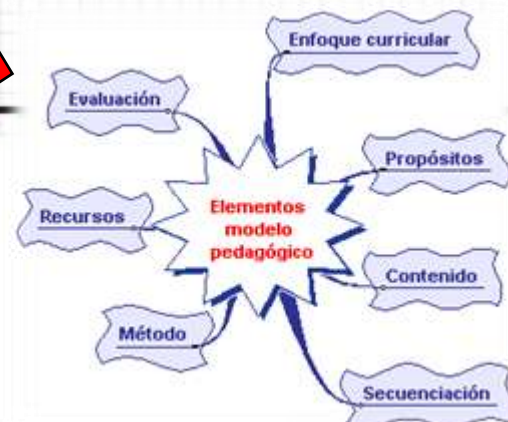 Enfoque curricular
Evaluación
Propósitos
Recursos
Elementos
modelo
pedagógico
Contenido
Método
Secuenciación